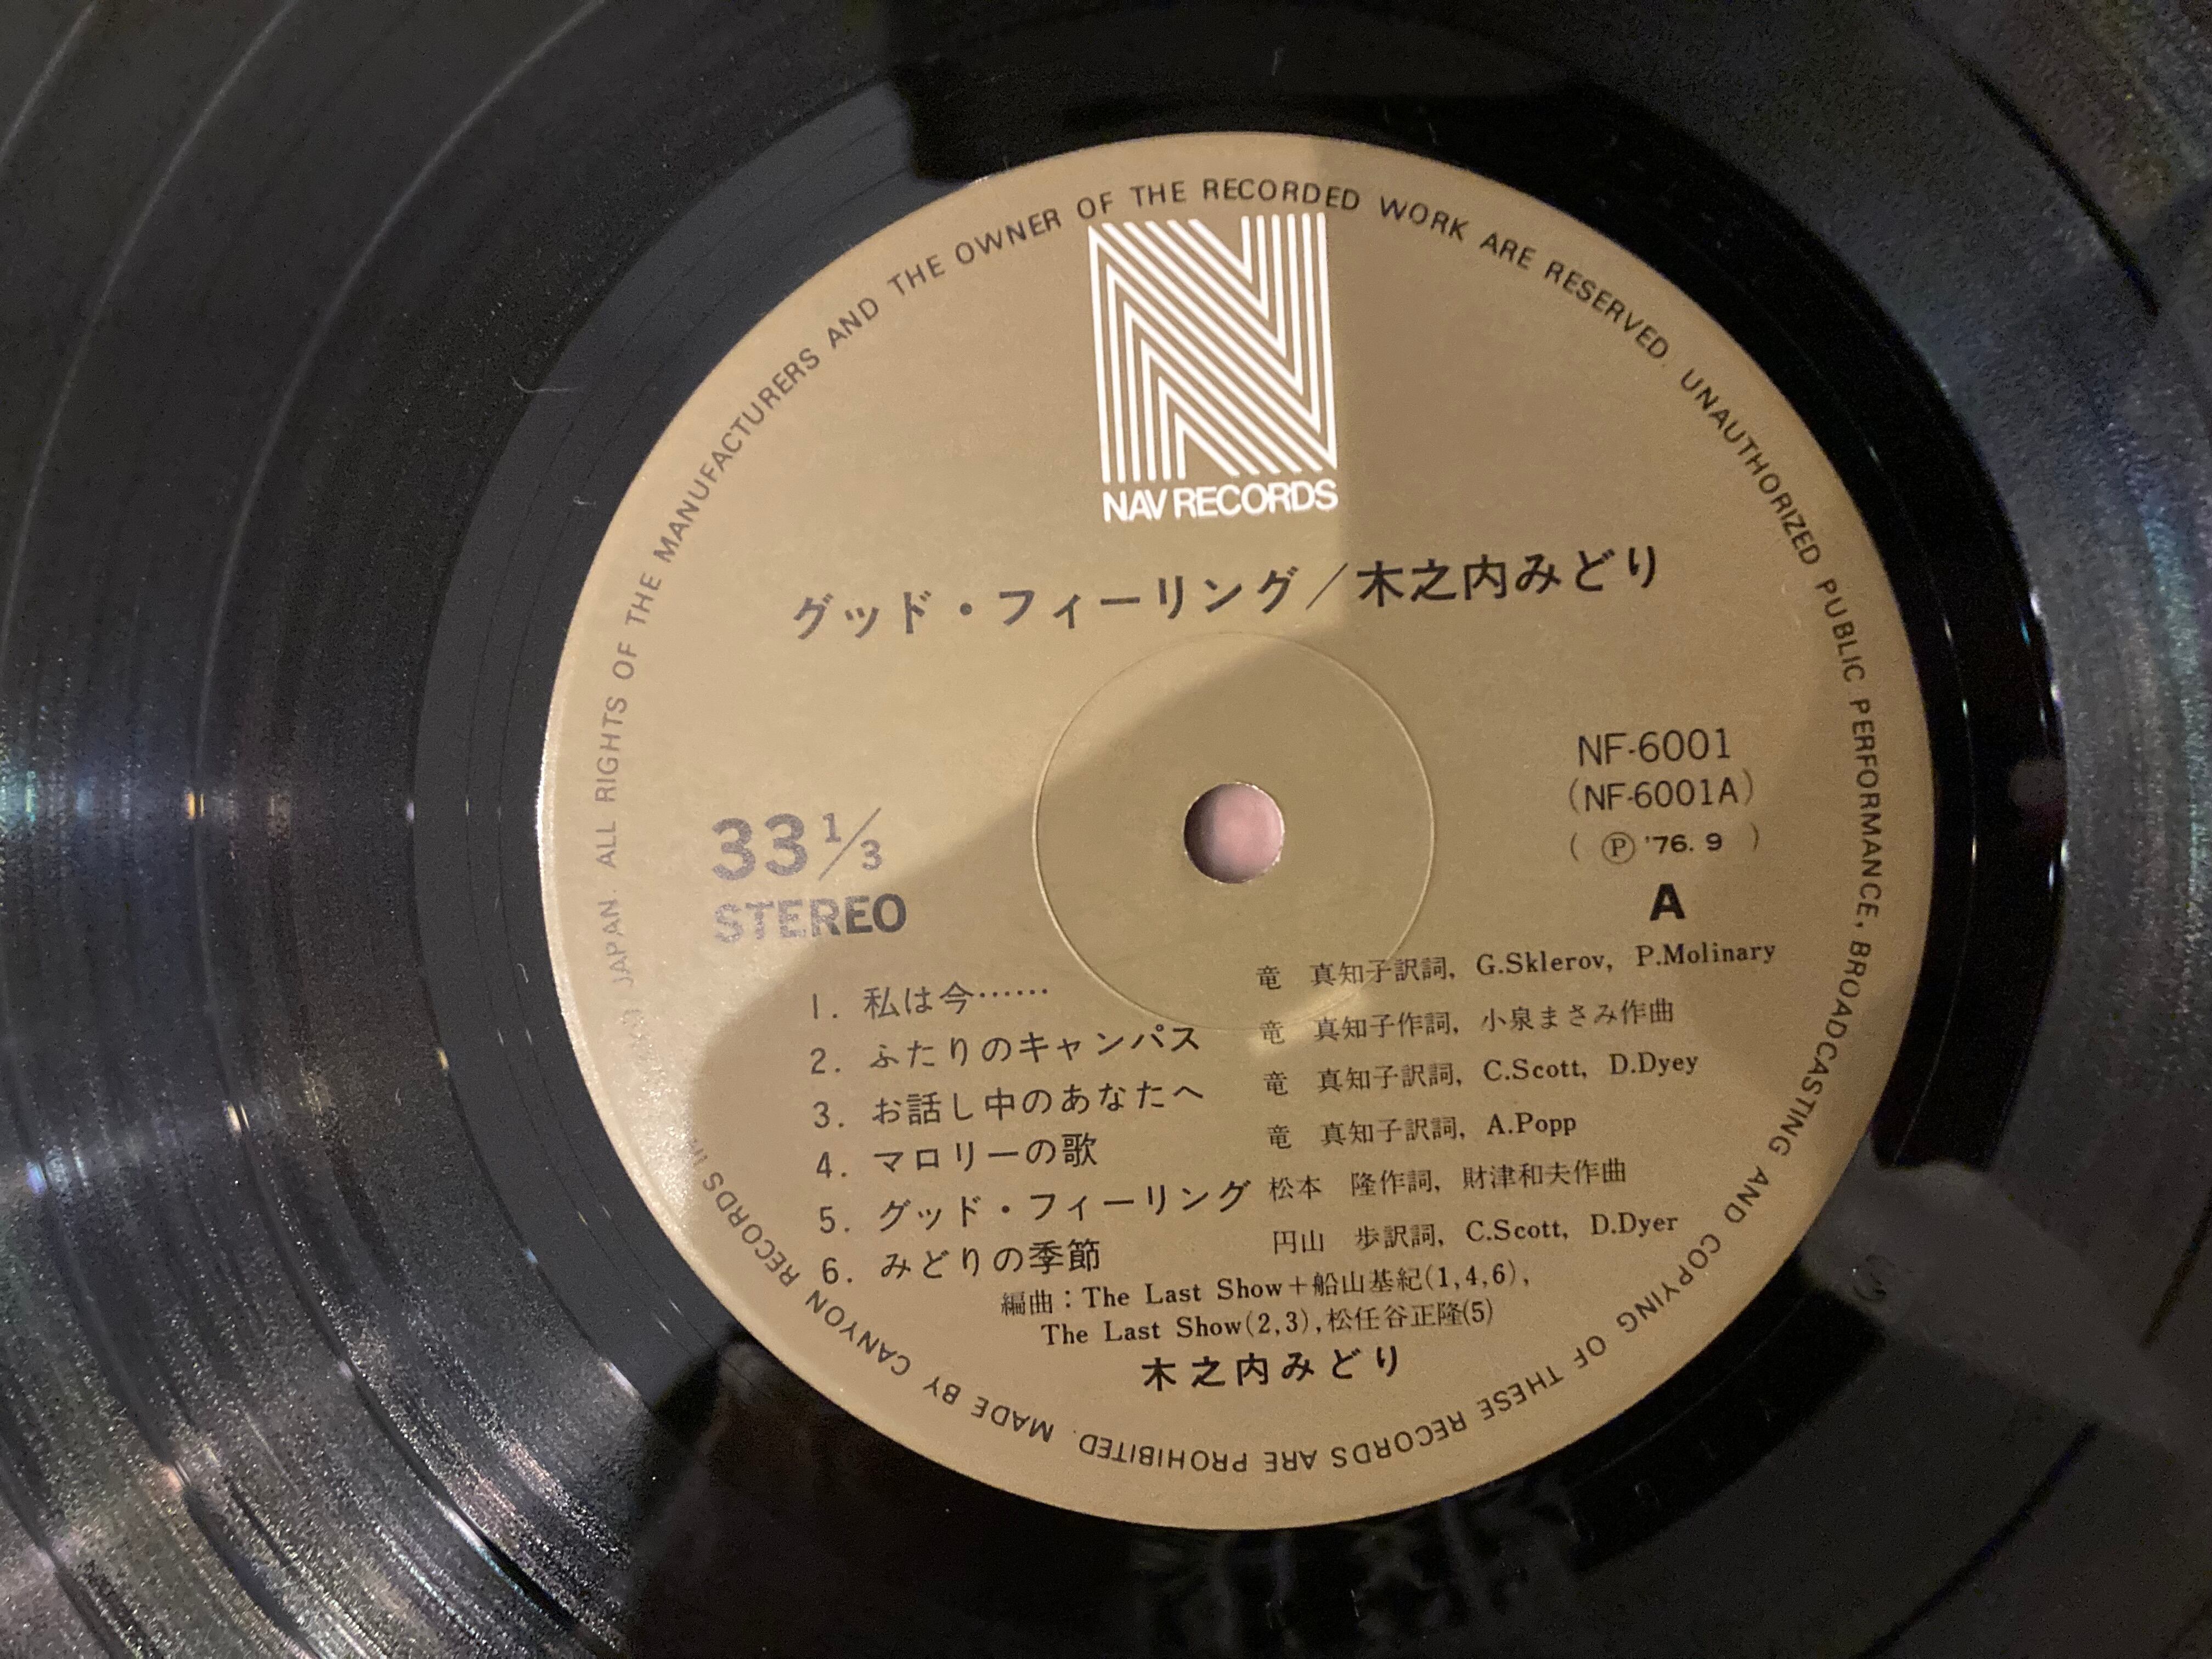 NAV RECORDS
グッド・フィーリング/木之内みどり
NF-6001
(NF-6001A)
(Ⓟ '76. 9 )
33 1/3
STEREO
A
1. 私は今…… 竜 真知子訳詞, G.Sklerov, P.Molinary
2. ふたりのキャンパス 竜 真知子作詞, 小泉まさみ作曲
3. お話し中のあなたへ 竜 真知子訳詞, C.Scott, D.Dyey
4. マロリーの歌 竜 真知子訳詞, A.Popp
5. グッド・フィーリング 松本 隆作詞, 財津和夫作曲
6. みどりの季節 円山 歩訳詞, C.Scott, D.Dyer
編曲：The Last Show+船山基紀(1,4,6),
The Last Show(2,3),松任谷正隆(5)
木之内みどり
JAPAN. ALL RIGHTS OF THE MANUFACTURERS AND THE OWNER OF THE RECORDED WORK ARE RESERVED. UNAUTHORIZED PUBLIC PERFORMANCE, BROADCASTING AND COPYING OF THESE RECORDS ARE PROHIBITED. MADE BY CANYON RECORDS